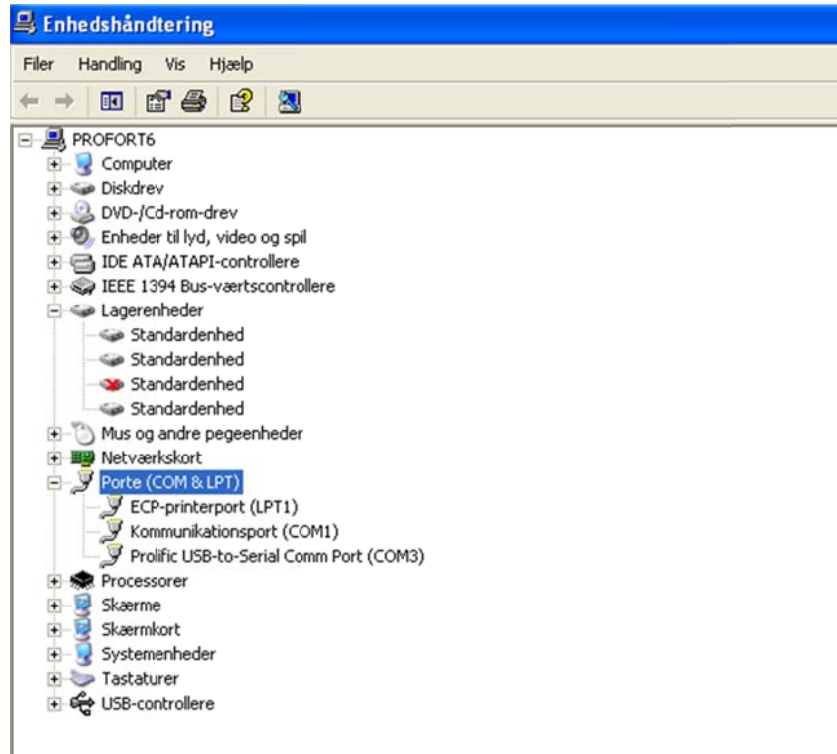 Enhedshåndtering
Filer Handling Vis Hjælp
PROFORT6
Computer
Diskdrev
DVD-/Cd-rom-drev
Enheder til lyd, video og spil
IDE ATA/ATAPI-controllere
IEEE 1394 Bus-værtscontrollere
Lagerenheder
Standardenhed
Standardenhed
Standardenhed
Standardenhed
Mus og andre pegeenheder
Netværkskort
Porte (COM & LPT)
ECP-printerport (LPT1)
Kommunikationsport (COM1)
Prolific USB-to-Serial Comm Port (COM3)
Processorer
Skærme
Skærmkort
Systemenheder
Tastaturer
USB-controllere